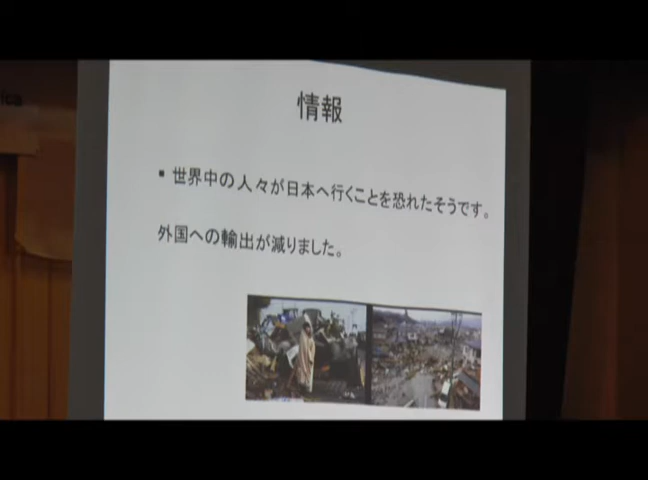 情報
▪ 世界中の人々が日本へ行くことを恐れたそうです。
外国への輸出が減りました。